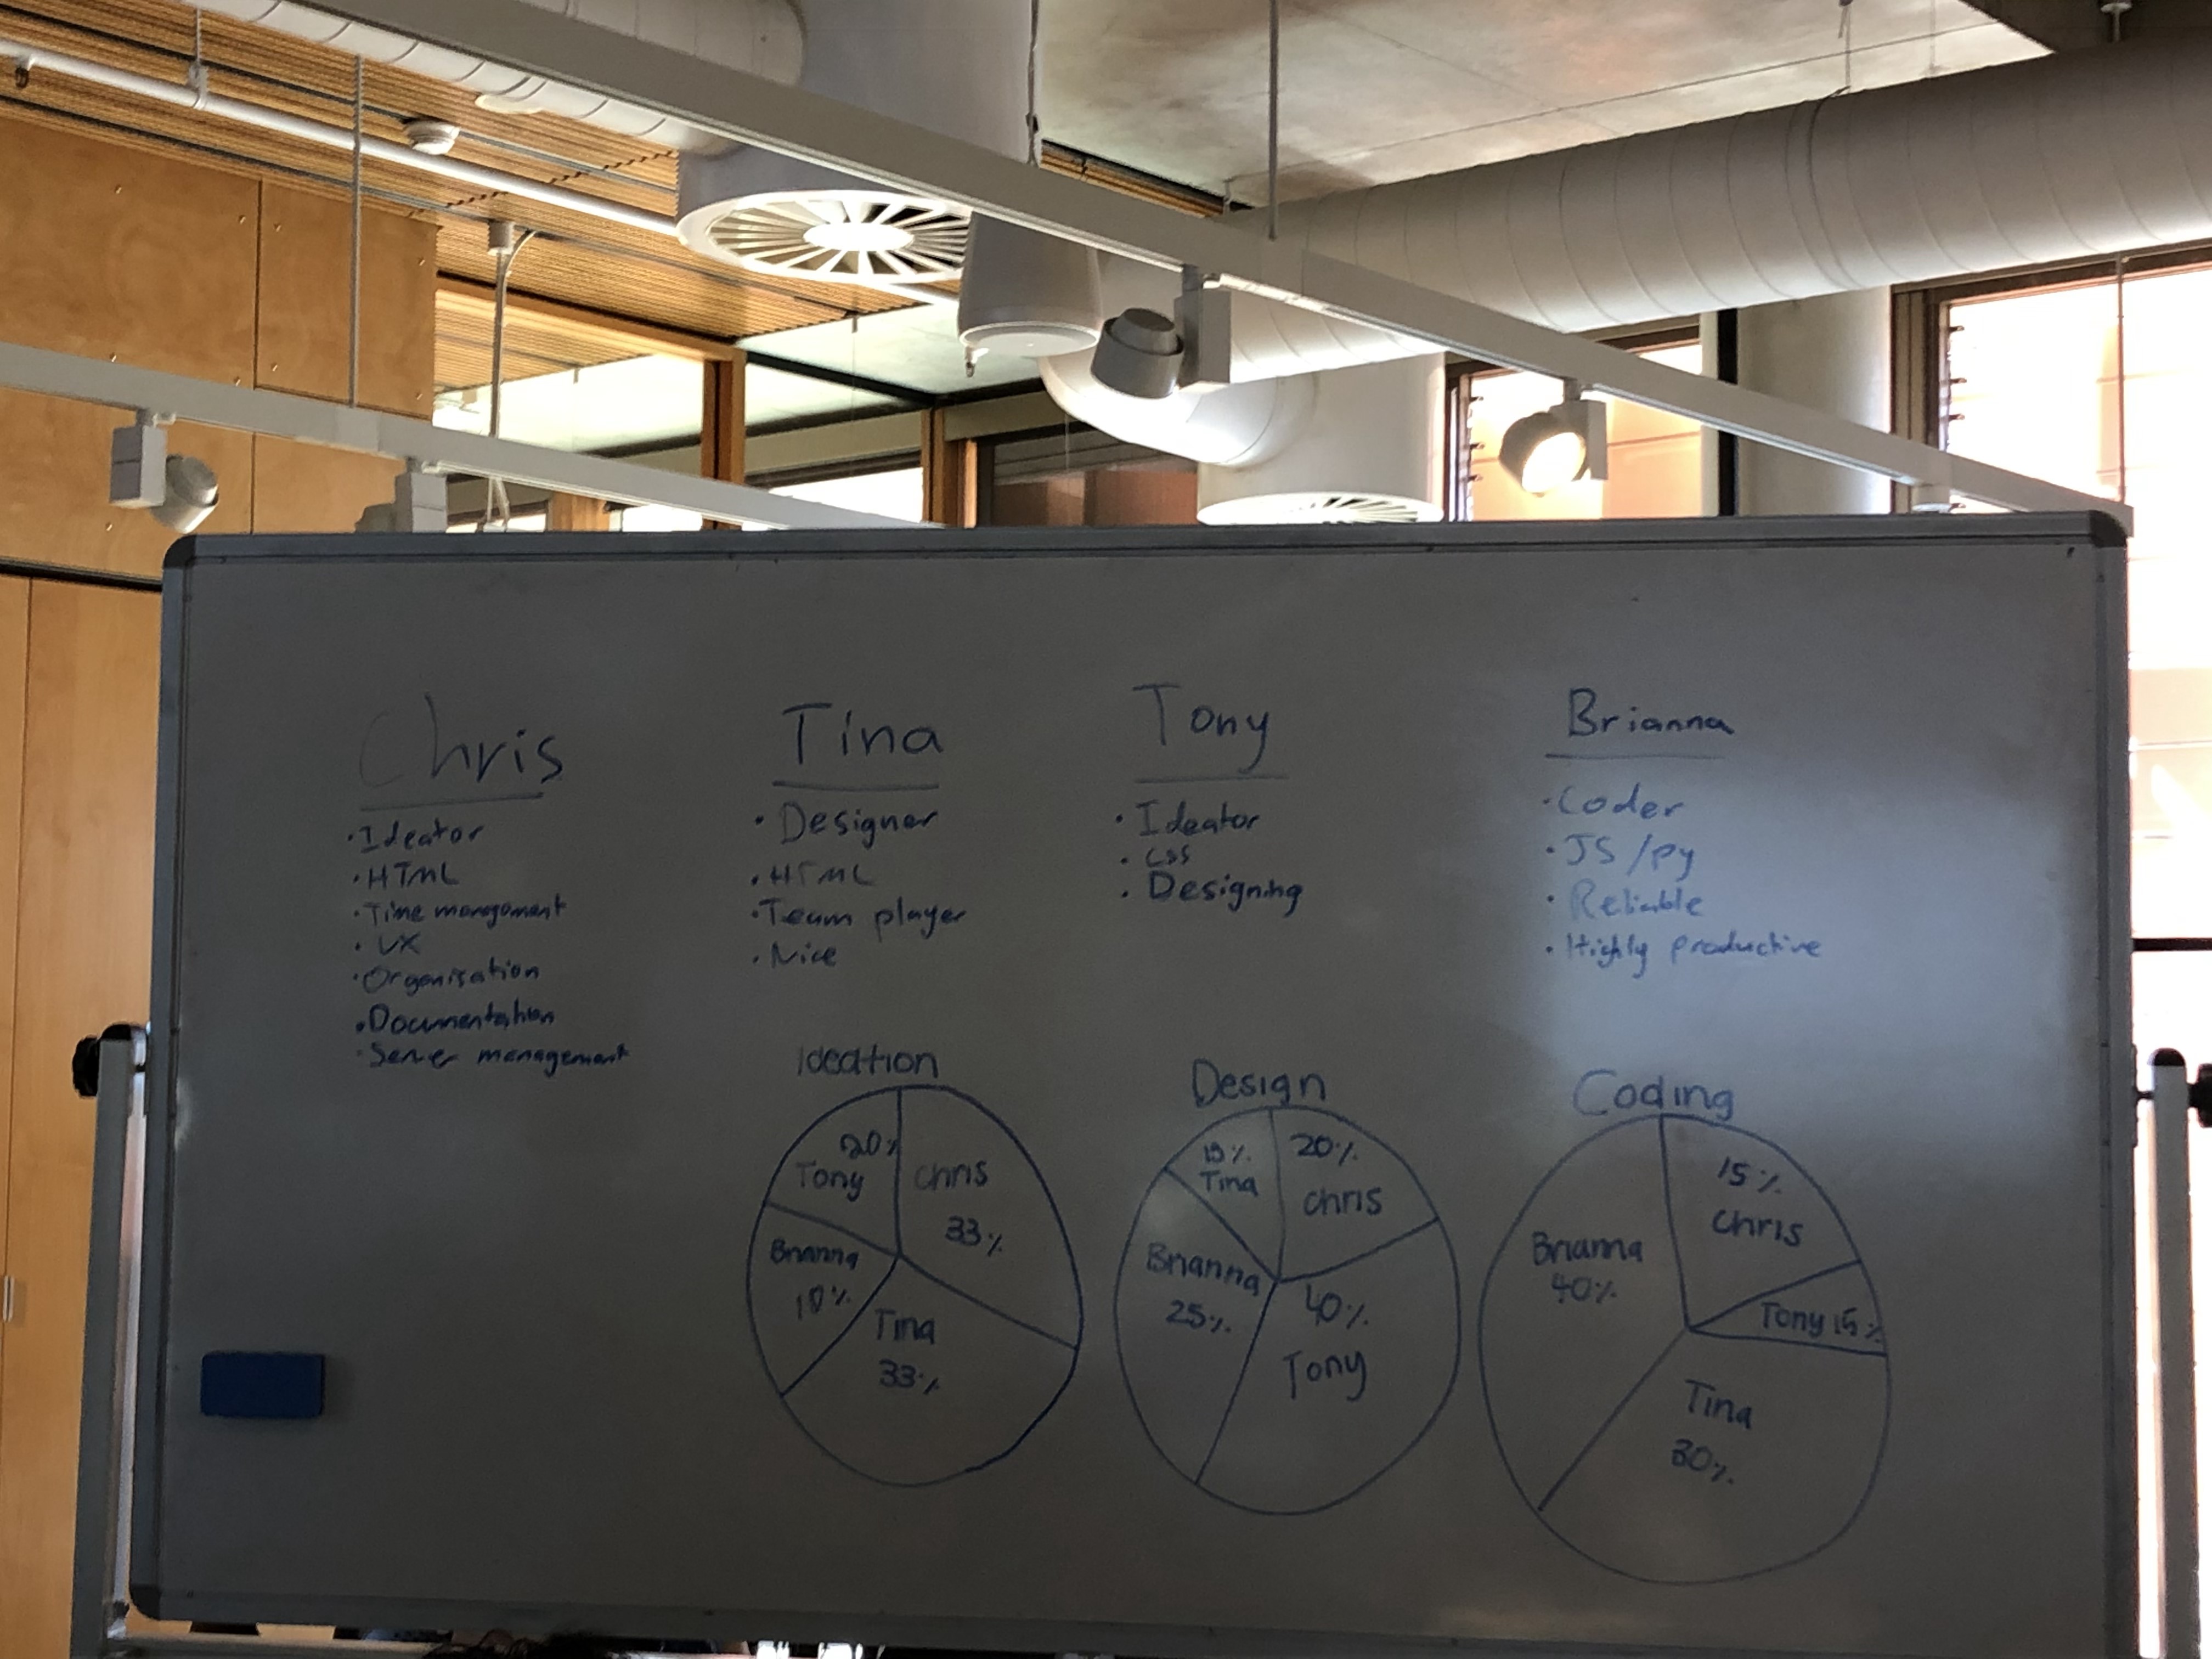 Chris
·Ideator
·HTML
·Time management
·UX
·Organisation
·Documentation
·Server management
Tina
·Designer
·HTML
·Team player
·Nice
Tony
·Ideator
·CSS
·Designing
Brianna
·Coder
·JS/py
·Reliable
·Highly productive
Ideation
20%
Tony
Chris
33%
Brianna
Tina
33%
Design
Tina
20%
Chris
Brianna
25%
40%
Tony
Coding
15%
Chris
Brianna
40%
Tony 15%
Tina
30%